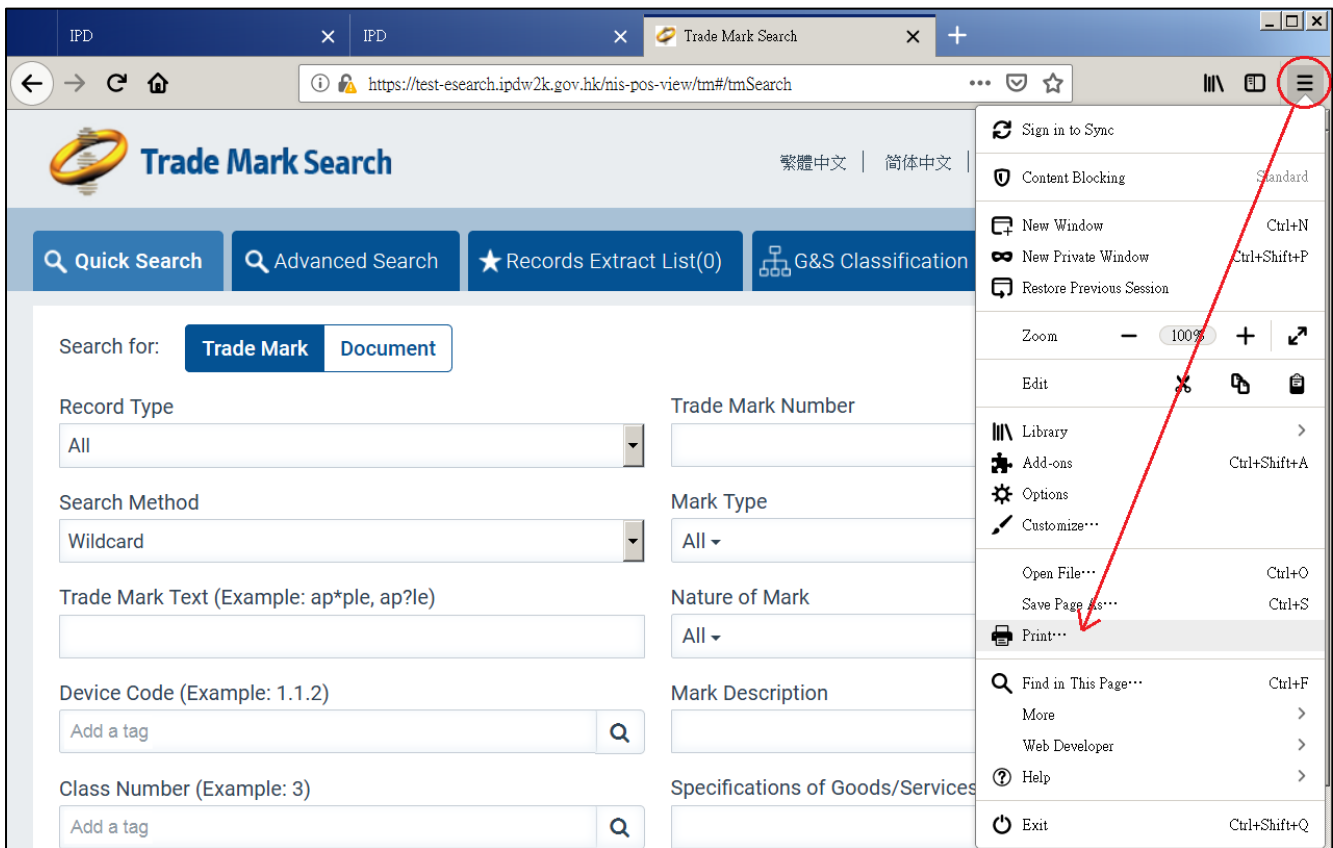 IPD
IPD
Trade Mark Search
https://test-esearch.ipdw2k.gov.hk/nis-pos-view/tm#/tmSearch
Trade Mark Search
繁體中文 | 简体中文 |
Quick Search
Advanced Search
Records Extract List(0)
G&S Classification
Search for:
Trade Mark
Document
Record Type
All
Trade Mark Number
Search Method
Wildcard
Mark Type
All
Trade Mark Text (Example: ap*ple, ap?le)
Nature of Mark
All
Device Code (Example: 1.1.2)
Add a tag
Mark Description
Class Number (Example: 3)
Add a tag
Specifications of Goods/Services
Sign in to Sync
Content Blocking Standard
New Window Ctrl+N
New Private Window Ctrl+Shift+P
Restore Previous Session
Zoom 100%
Edit
Library
Add-ons Ctrl+Shift+A
Options
Customize…
Open File… Ctrl+O
Save Page As… Ctrl+S
Print…
Find in This Page… Ctrl+F
More
Web Developer
Help
Exit Ctrl+Shift+Q